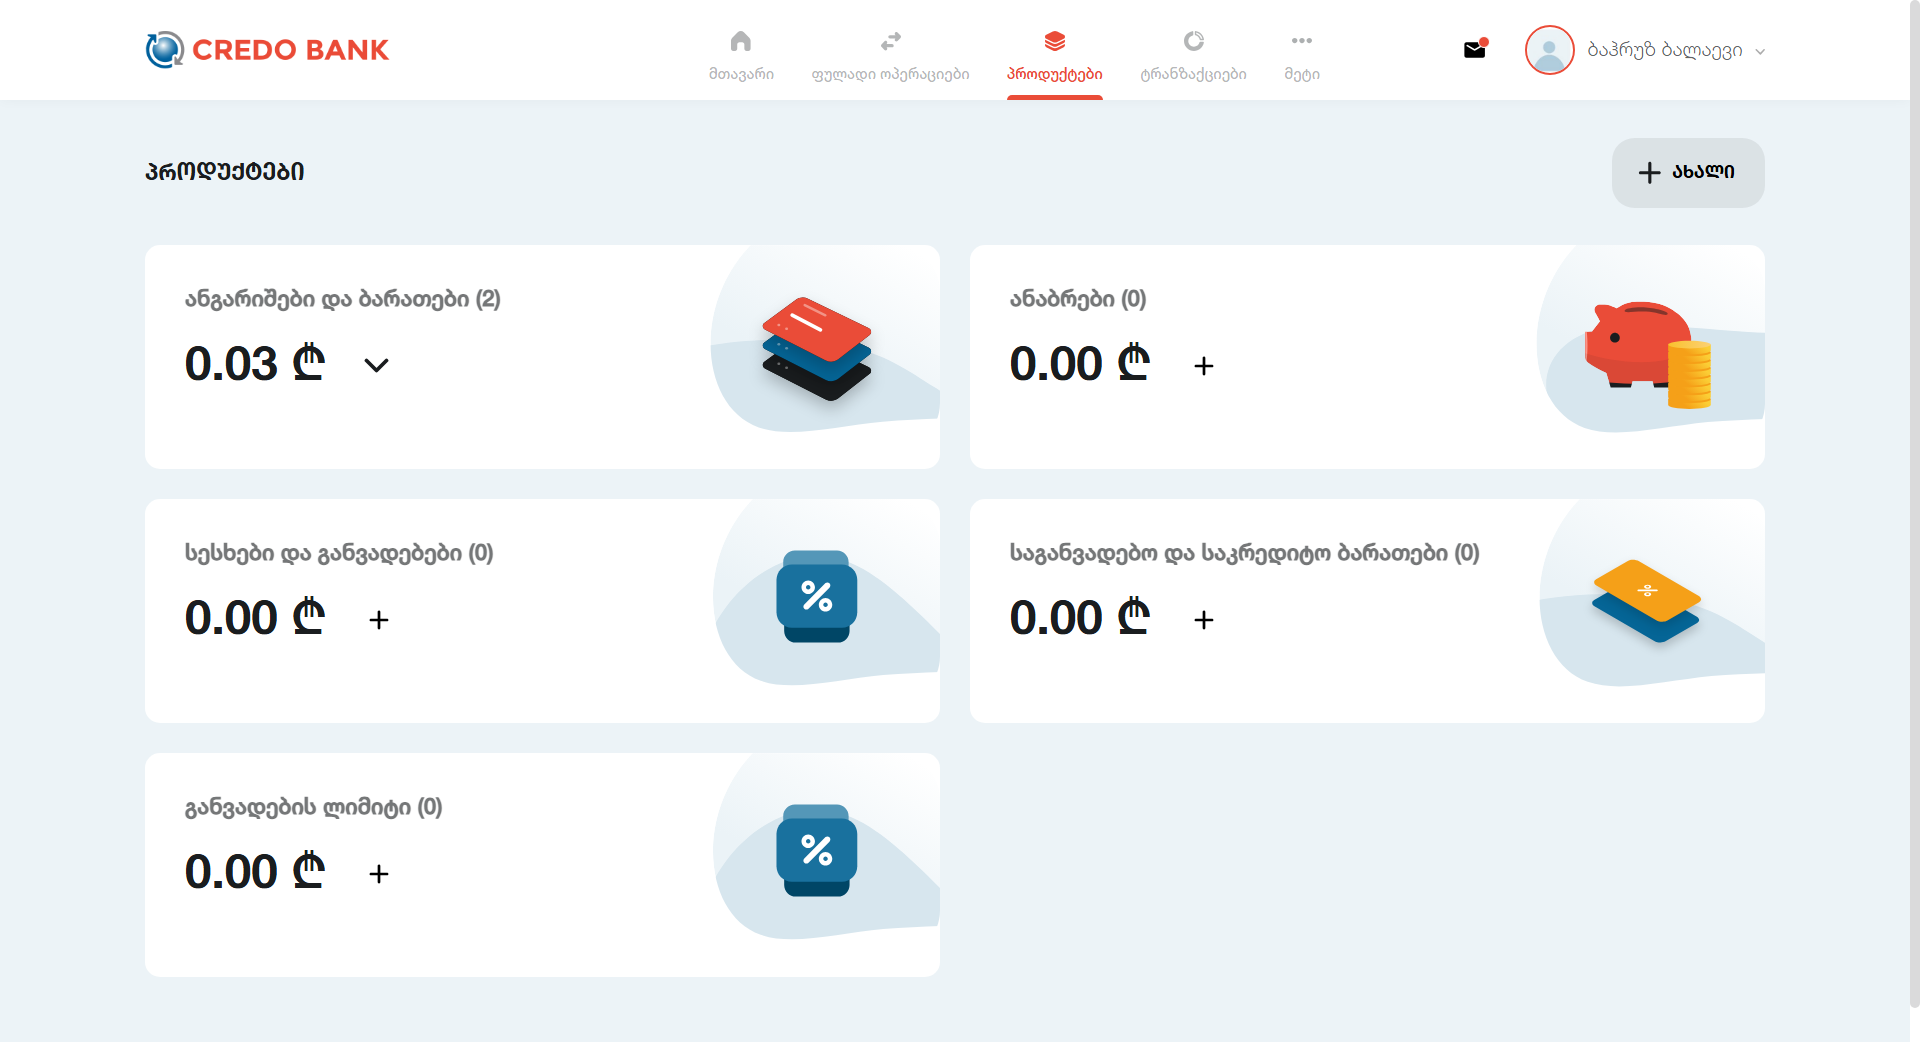 CREDO BANK
მთავარი
ფულადი ოპერაციები
პროდუქტები
ტრანზაქციები
მეტი
ბაჰრუზ ბალაევი
პროდუქტები
+ ახალი
ანგარიშები და ბარათები (2)
0.03 ₾
ანაბრები (0)
0.00 ₾ +
სესხები და განვადებები (0)
0.00 ₾ +
საგანვადებო და საკრედიტო ბარათები (0)
0.00 ₾ +
განვადების ლიმიტი (0)
0.00 ₾ +